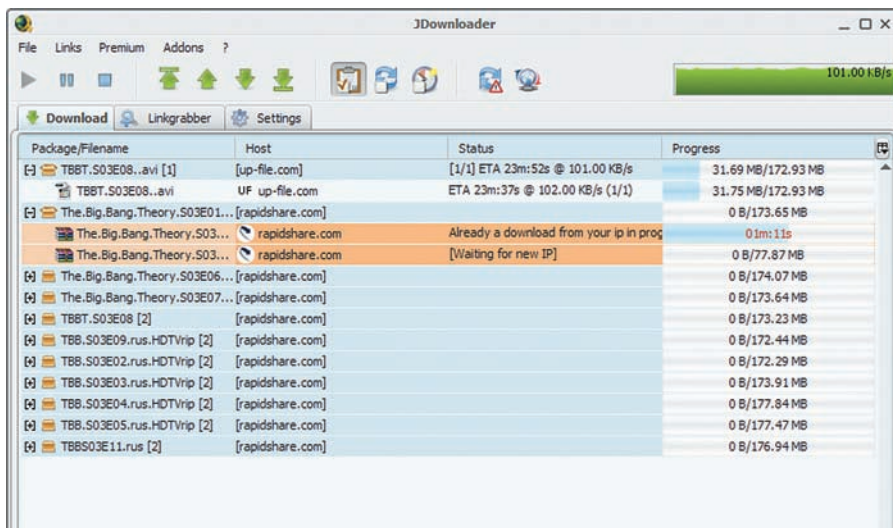 JDownloader
File Links Premium Addons ?
101.00 KB/s
Download Linkgrabber Settings
Package/Filename Host Status Progress
[-] TBBT.S03E08..avi [1] [up-file.com] [1/1] ETA 23m:52s @ 101.00 KB/s 31.69 MB/172.93 MB
TBBT.S03E08..avi UF up-file.com ETA 23m:37s @ 102.00 KB/s (1/1) 31.75 MB/172.93 MB
[-] The.Big.Bang.Theory.S03E01... [rapidshare.com] 0 B/173.65 MB
The.Big.Bang.Theory.S03... rapidshare.com Already a download from your ip in prog 01m:11s
The.Big.Bang.Theory.S03... rapidshare.com [Waiting for new IP] 0 B/77.87 MB
[+] The.Big.Bang.Theory.S03E06... [rapidshare.com] 0 B/174.07 MB
[+] The.Big.Bang.Theory.S03E07... [rapidshare.com] 0 B/173.64 MB
[+] TBBT.S03E08 [2] [rapidshare.com] 0 B/173.23 MB
[+] TBB.S03E09.rus.HDTVrip [2] [rapidshare.com] 0 B/172.44 MB
[+] TBB.S03E02.rus.HDTVrip [2] [rapidshare.com] 0 B/172.29 MB
[+] TBB.S03E03.rus.HDTVrip [2] [rapidshare.com] 0 B/173.91 MB
[+] TBB.S03E04.rus.HDTVrip [2] [rapidshare.com] 0 B/177.84 MB
[+] TBB.S03E05.rus.HDTVrip [2] [rapidshare.com] 0 B/177.47 MB
[+] TBBS03E11.rus [2] [rapidshare.com] 0 B/176.94 MB